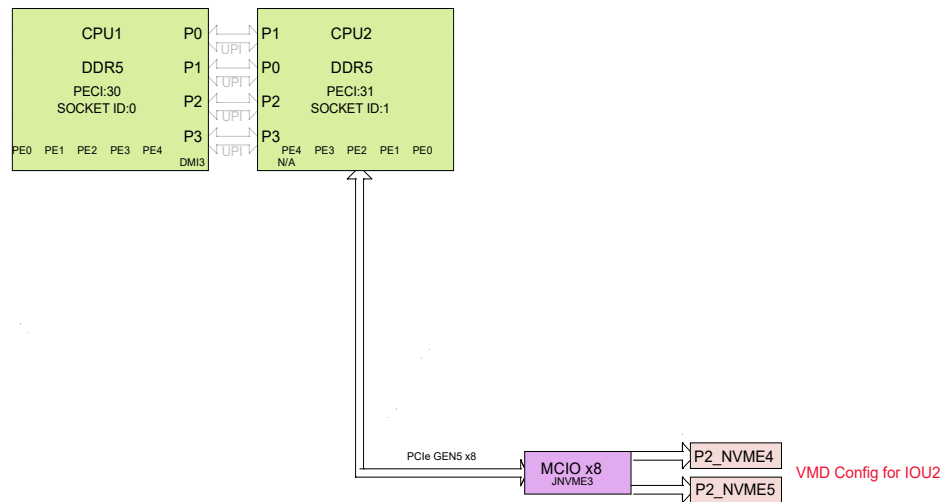 CPU1
P0
UPI
P1
CPU2
DDR5
P1
UPI
P0
DDR5
PECI:30
SOCKET ID:0
P2
UPI
P2
PECI:31
SOCKET ID:1
P3
UPI
P3
PE0 PE1 PE2 PE3 PE4
DMI3
PE4 PE3 PE2 PE1 PE0
N/A
PCIe GEN5 x8
MCIO x8
JNVME3
P2_NVME4
P2_NVME5
VMD Config for IOU2